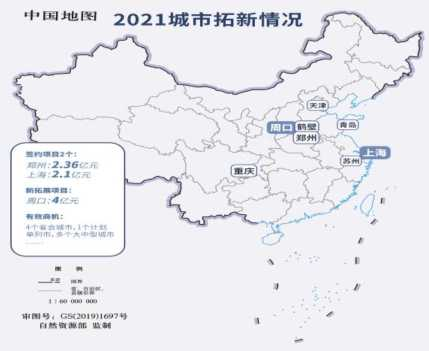 中国地图
2021城市拓新情况
天津
青岛
周口
鹤壁
郑州
上海
苏州
重庆
签约项目2个：
郑州：2.36亿元
上海：2.1亿元
新拓展项目：
周口：4亿元
有效商机：
4个省会城市，1个计划
单列市，多个大中型城市
……
图 例
国界
1：60 000 000
审图号：GS(2019)1697号
自然资源部 监制